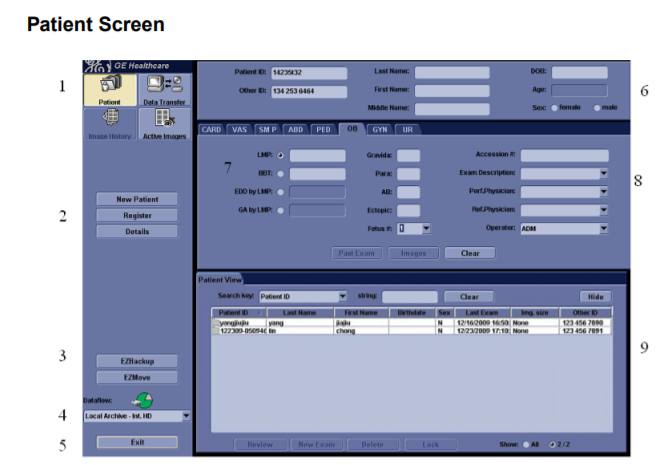 Patient Screen
GE Healthcare
1
Patient Data Transfer
Image History Active Images
Patient ID: 14235t32 Last Name: DOB:
Other ID: 134 253 6464 First Name: Age:
Middle Name: Sex: female male
6
CARD VAS SM P ABD PED OB GYN UR
7
LMP: Gravida: Accession #:
BBT: Para: Exam Description:
EDD by LMP: AB: Perf.Physician:
GA by LMP: Ectopic: Ref.Physician:
Fetus #: 1 Operator: ADM
8
Past Exam Images Clear
2
New Patient
Register
Details
Patient View
Search key: Patient ID string: Clear Hide
Patient ID Last Name First Name Birthdate Sex Last Exam Img. size Other ID
yangjiujiu yang jiajiu N 12/16/2009 16:50: None 123 456 7890
122309-050946 lin chong N 12/23/2009 17:10: None 123 456 7891
9
3
EZBackup
EZMove
Dataflow:
4
Local Archive - Int. HD
5
Exit
Review New Exam Delete Lock Show: All 2 / 2